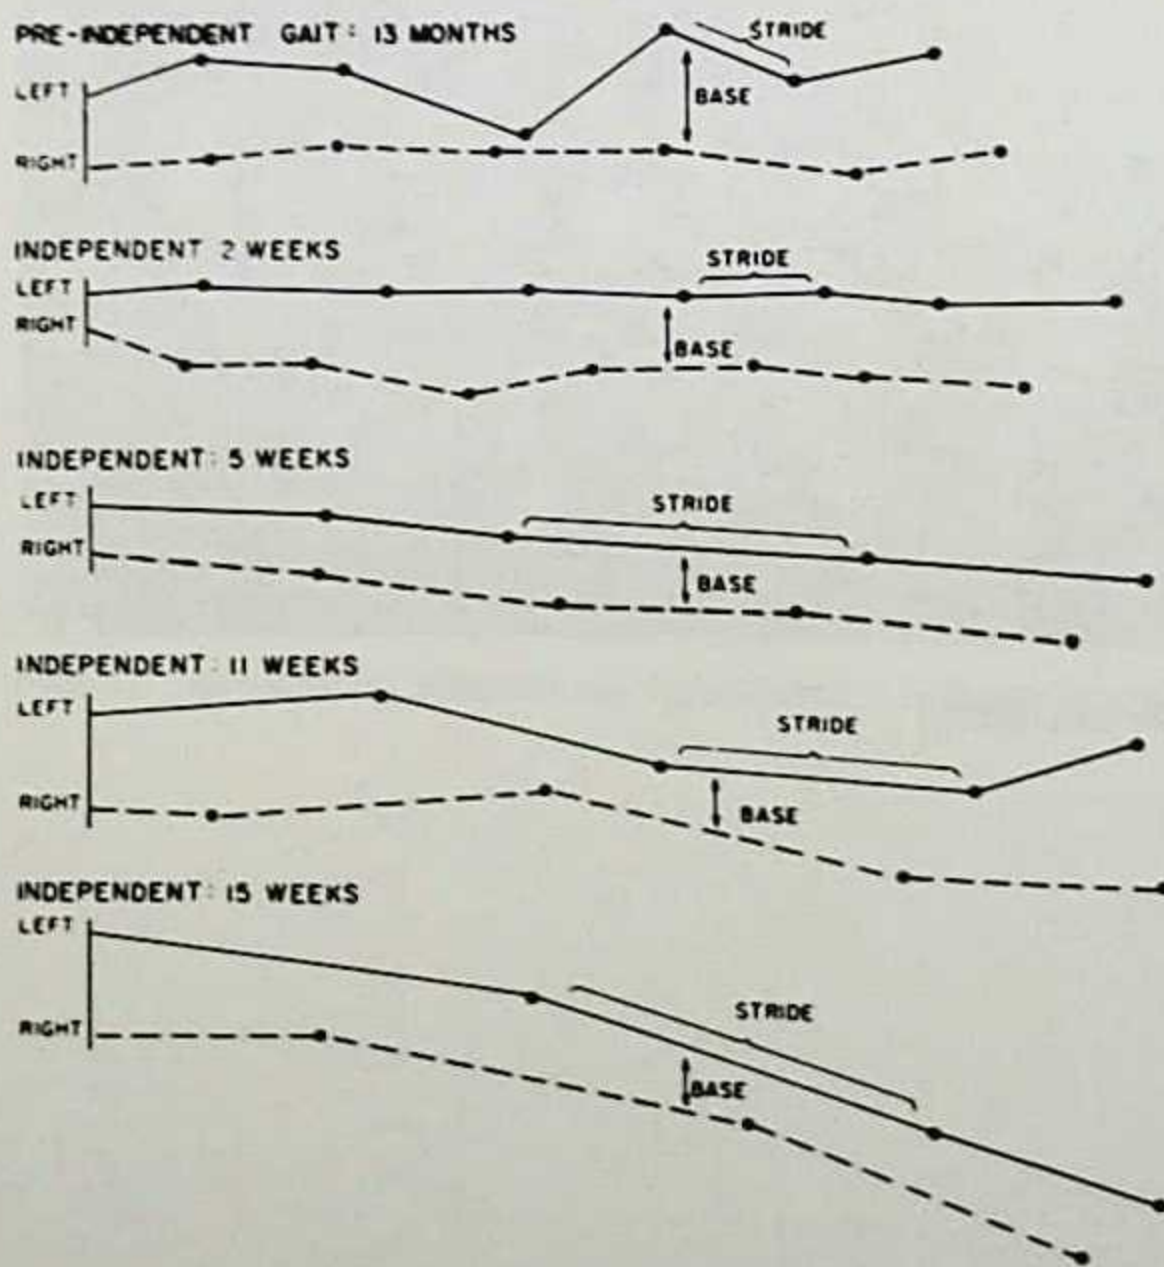 PRE-INDEPENDENT GAIT: 13 MONTHS
STRIDE
LEFT
BASE
RIGHT
INDEPENDENT 2 WEEKS
STRIDE
LEFT
RIGHT
BASE
INDEPENDENT: 5 WEEKS
LEFT
STRIDE
RIGHT
BASE
INDEPENDENT: 11 WEEKS
LEFT
STRIDE
RIGHT
BASE
INDEPENDENT: 15 WEEKS
LEFT
STRIDE
RIGHT
BASE